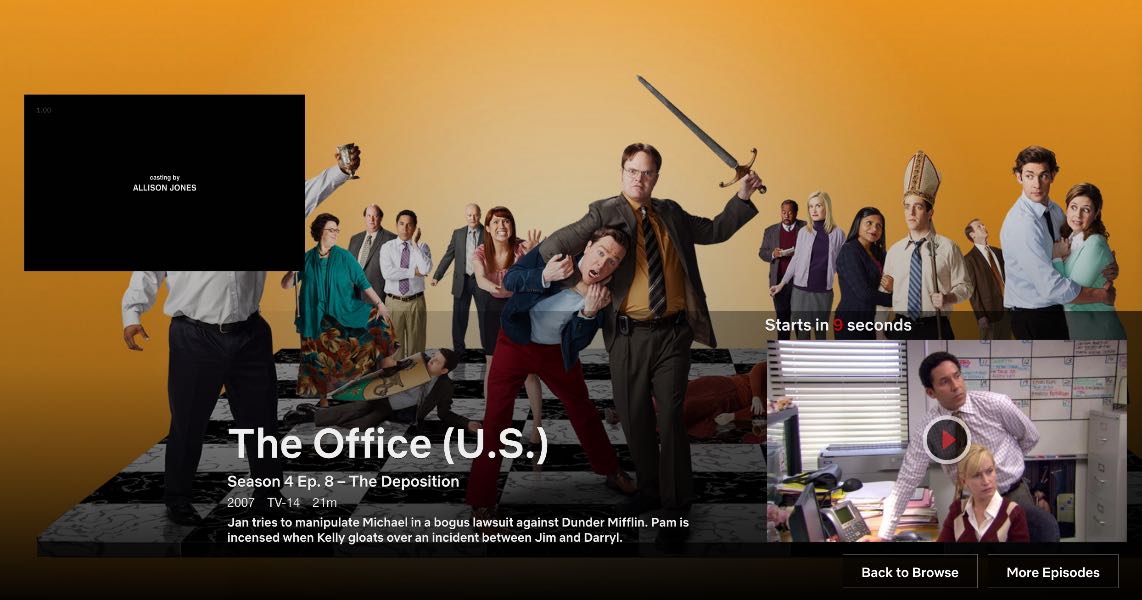 1.00
casting by
ALLISON JONES
Starts in 9 seconds
The Office (U.S.)
Season 4 Ep. 8 – The Deposition
2007 TV-14 21m
Jan tries to manipulate Michael in a bogus lawsuit against Dunder Mifflin. Pam is
incensed when Kelly gloats over an incident between Jim and Darryl.
Back to Browse
More Episodes